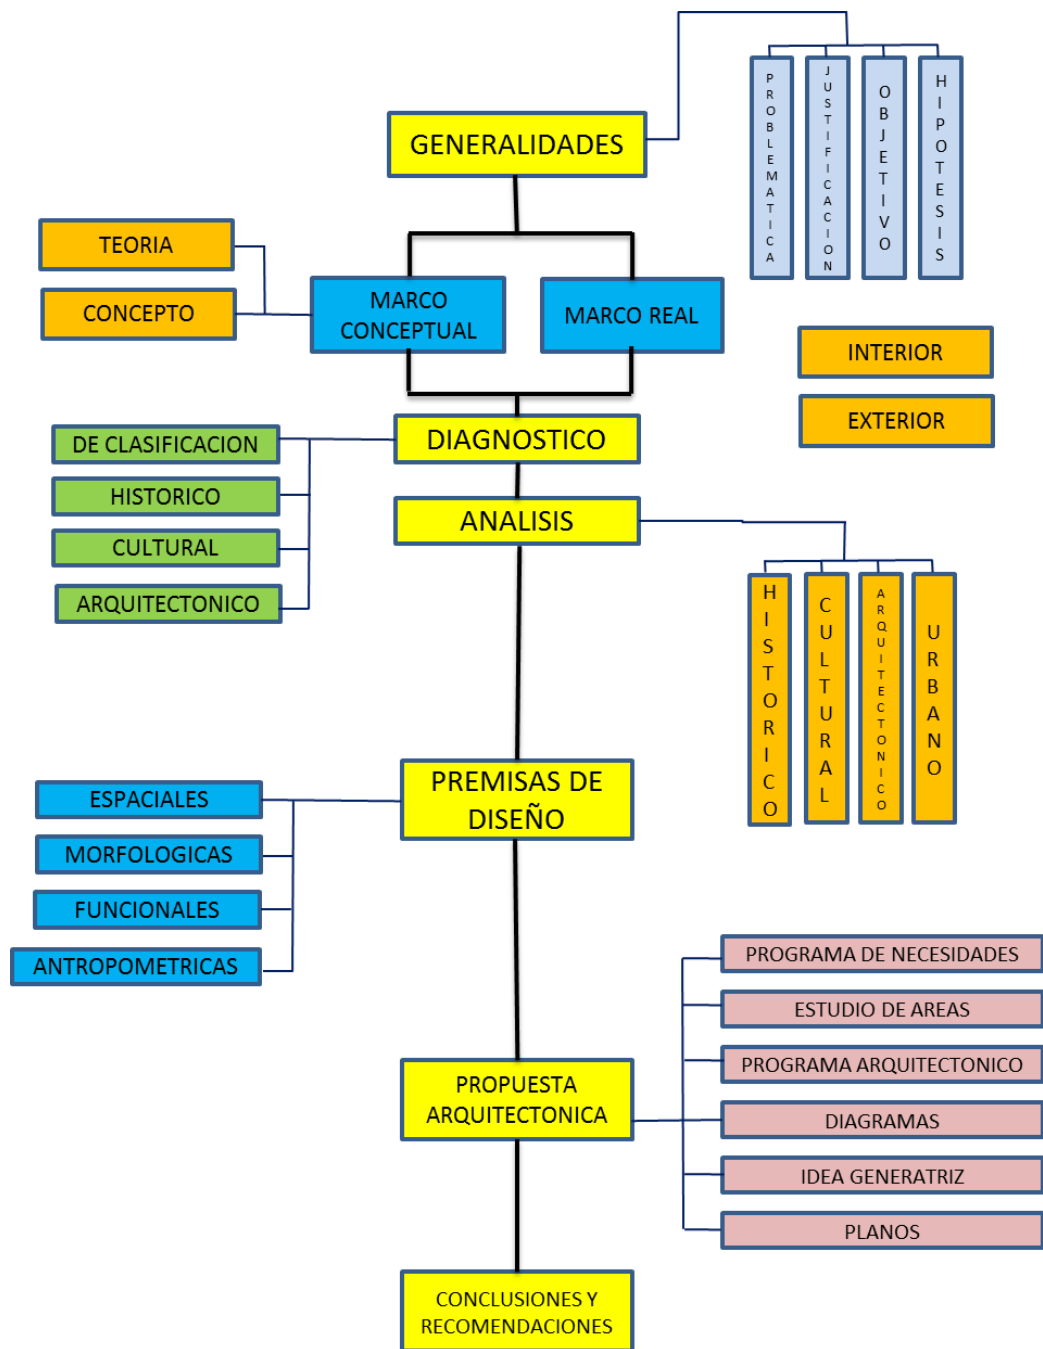 PROBLEMATICA
JUSTIFICACION
OBJETIVO
HIPOTESIS
GENERALIDADES
TEORIA
CONCEPTO
MARCO
CONCEPTUAL
MARCO REAL
INTERIOR
EXTERIOR
DIAGNOSTICO
DE CLASIFICACION
HISTORICO
CULTURAL
ARQUITECTONICO
ANALISIS
HISTORICO
CULTURAL
ARQUITECTONICO
URBANO
PREMISAS DE
DISEÑO
ESPACIALES
MORFOLOGICAS
FUNCIONALES
ANTROPOMETRICAS
PROPUESTA
ARQUITECTONICA
PROGRAMA DE NECESIDADES
ESTUDIO DE AREAS
PROGRAMA ARQUITECTONICO
DIAGRAMAS
IDEA GENERATRIZ
PLANOS
CONCLUSIONES Y
RECOMENDACIONES